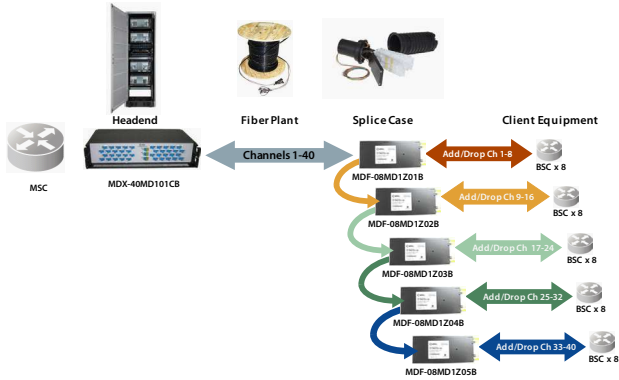 Headend
Fiber Plant
Splice Case
Client Equipment
MSC
MDX-40MD101CB
Channels 1-40
MDF-08MD1Z01B
Add/Drop Ch 1-8
BSC x 8
MDF-08MD1Z02B
Add/Drop Ch 9-16
BSC x 8
MDF-08MD1Z03B
Add/Drop Ch 17-24
BSC x 8
MDF-08MD1Z04B
Add/Drop Ch 25-32
BSC x 8
MDF-08MD1Z05B
Add/Drop Ch 33-40
BSC x 8